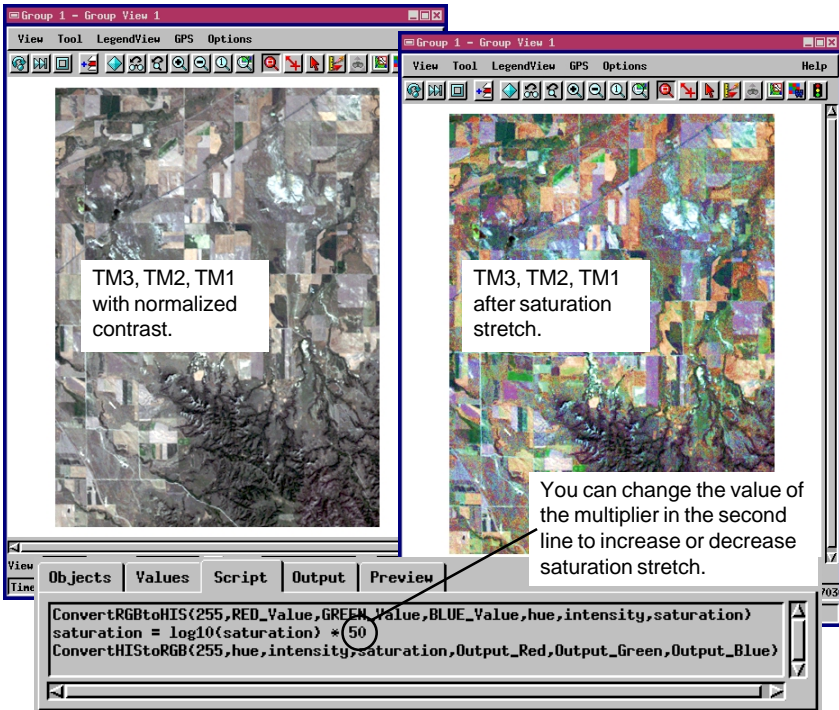 Group 1 - Group View 1
View Tool LegendView GPS Options
Group 1 - Group View 1
View Tool LegendView GPS Options Help
TM3, TM2, TM1
with normalized
contrast.
TM3, TM2, TM1
after saturation
stretch.
You can change the value of
the multiplier in the second
line to increase or decrease
saturation stretch.
View
Time
Objects Values Script Output Preview
ConvertRGBtoHIS(255,RED_Value,GREEN_Value,BLUE_Value,hue,intensity,saturation)
saturation = log10(saturation) * 50
ConvertHIStoRGB(255,hue,intensity,saturation,Output_Red,Output_Green,Output_Blue)